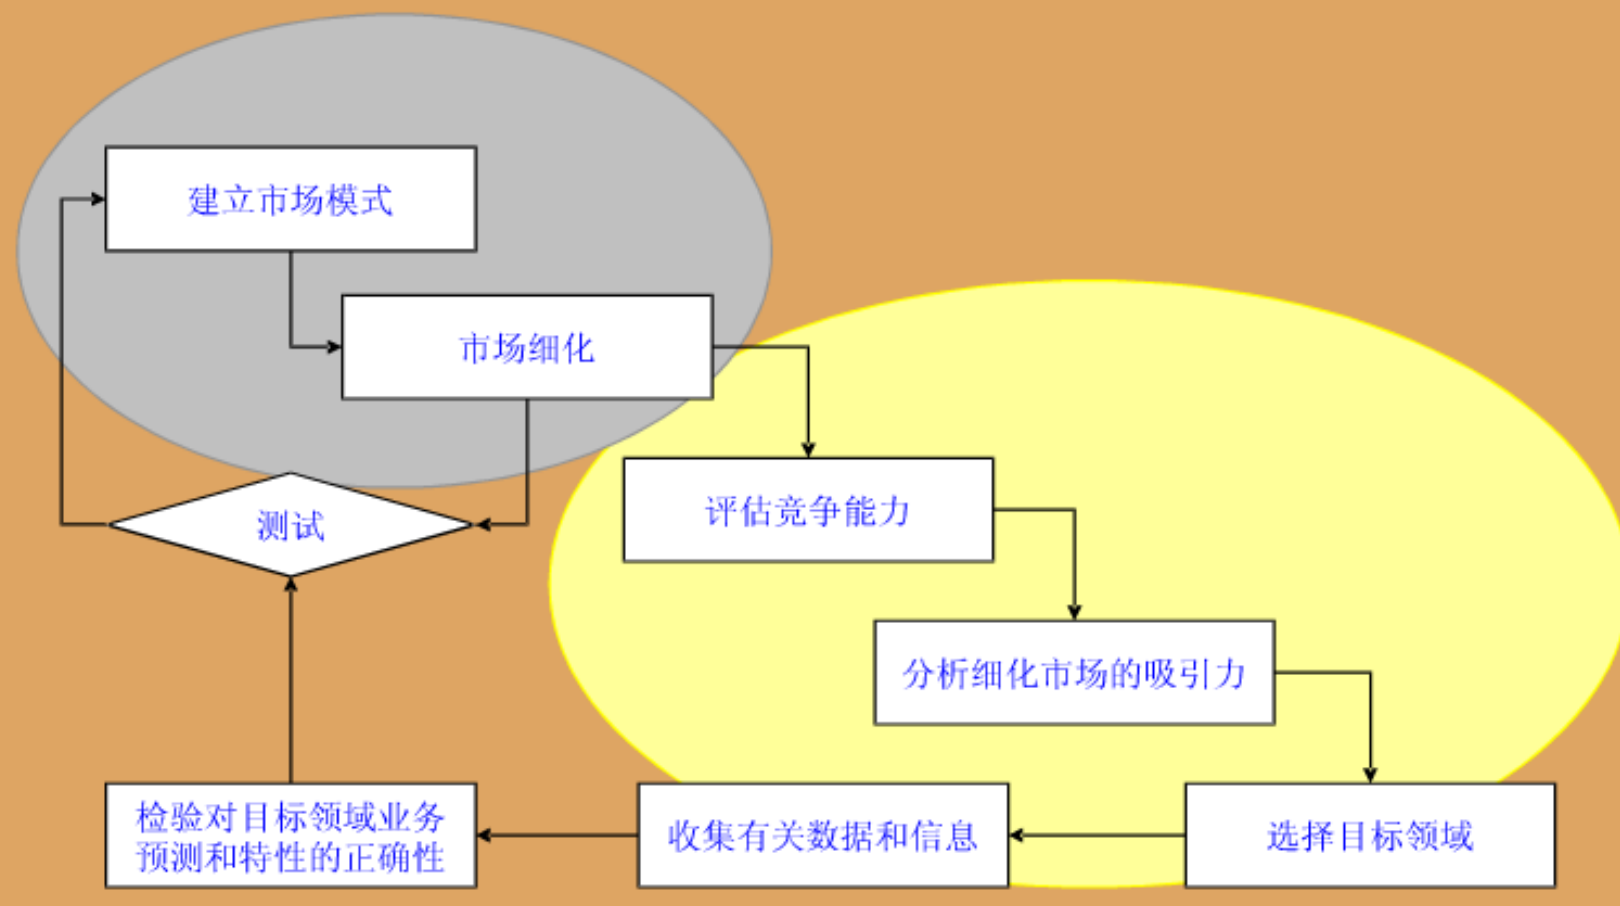 建立市场模式
市场细化
评估竞争能力
测试
分析细化市场的吸引力
检验对目标领域业务
预测和特性的正确性
收集有关数据和信息
选择目标领域